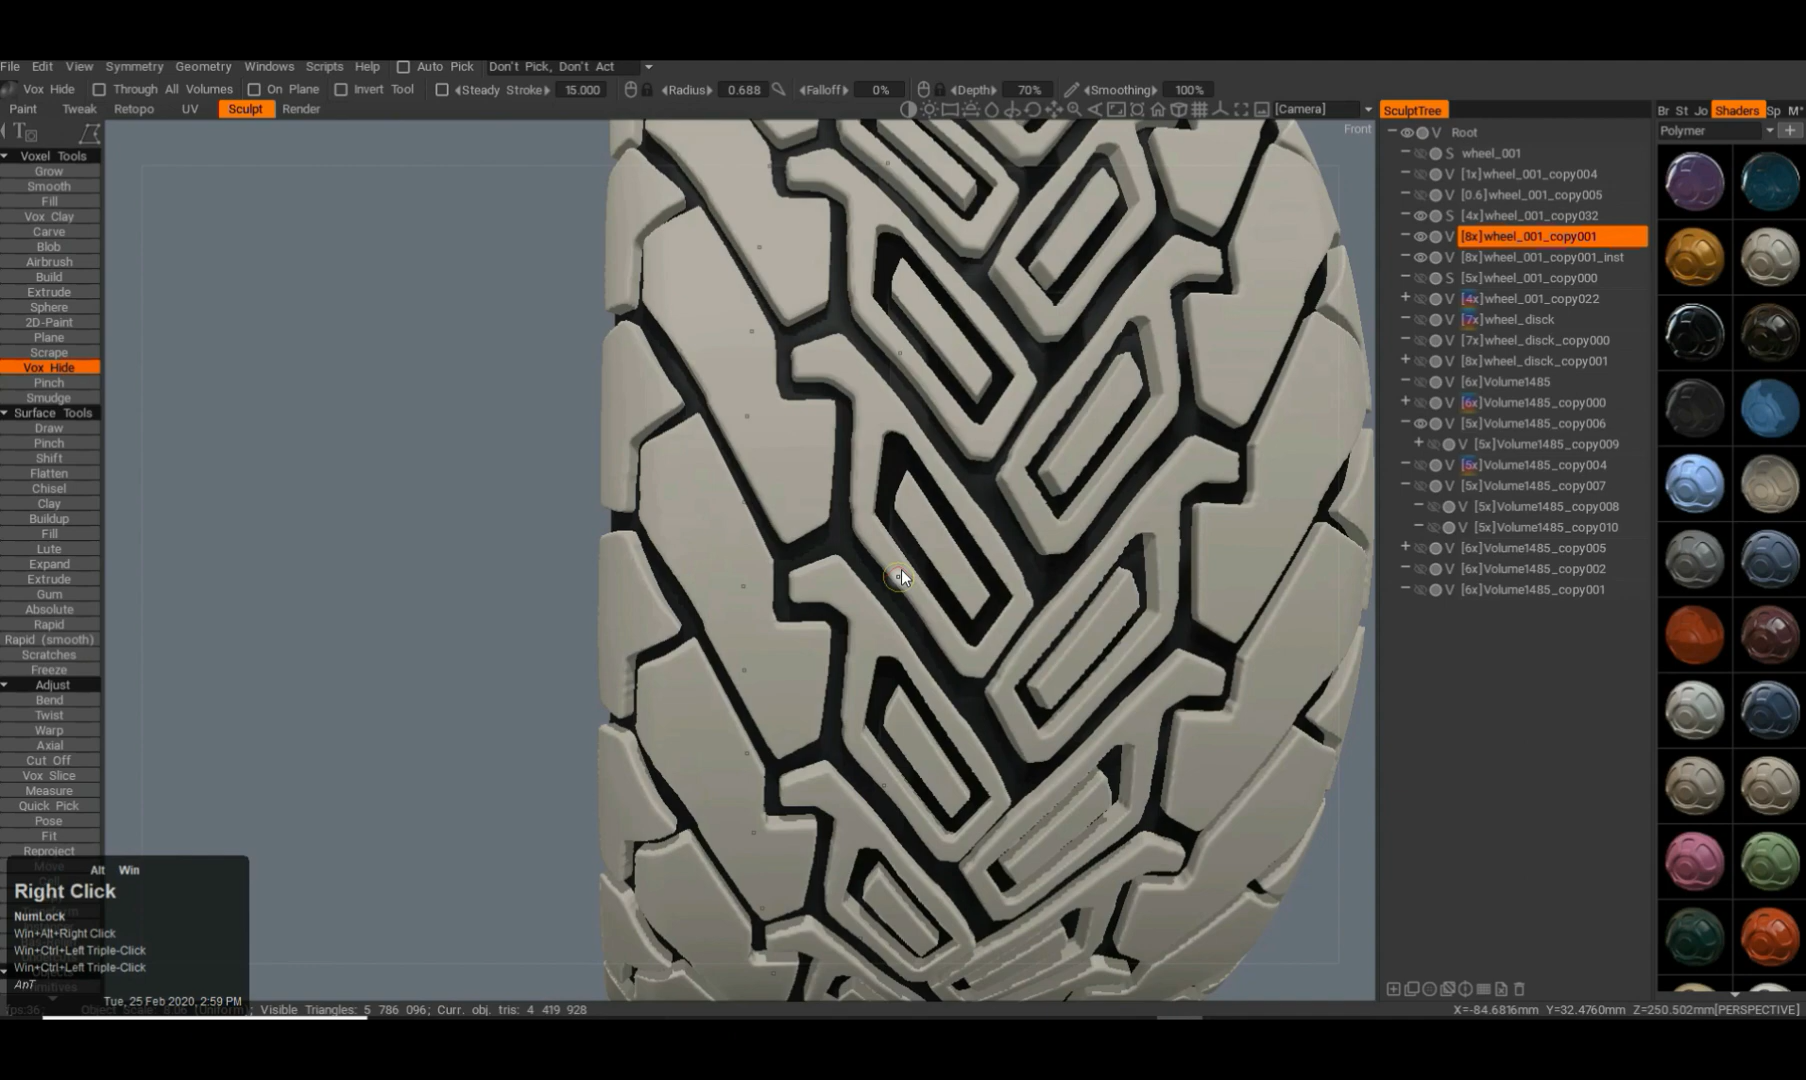 File Edit View Symmetry Geometry Windows Scripts Help Auto Pick Don't Pick, Don't Act
Vox Hide Through All Volumes On Plane Invert Tool Steady Stroke 15.000 Radius 0.688 Falloff 0% Depth 70% Smoothing 100%
Paint Tweak Retopo UV Sculpt Render [Camera]
Front
Voxel Tools
Grow
Smooth
Fill
Vox Clay
Carve
Blob
Airbrush
Build
Extrude
Sphere
2D-Paint
Plane
Scrape
Vox Hide
Pinch
Smudge
Surface Tools
Draw
Pinch
Shift
Flatten
Chisel
Clay
Buildup
Fill
Lute
Expand
Extrude
Gum
Absolute
Rapid
Rapid (smooth)
Scratches
Freeze
Adjust
Bend
Twist
Warp
Axial
Cut Off
Vox Slice
Measure
Quick Pick
Pose
Fit
Reproject
Move
Alt Win
Right Click
NumLock
Win+Alt+Right Click
Win+Ctrl+Left Triple-Click
Win+Ctrl+Left Triple-Click
AnT
Tue, 25 Feb 2020, 2:59 PM
SculptTree
V Root
S wheel_001
V [1x]wheel_001_copy004
V [0.6]wheel_001_copy005
S [4x]wheel_001_copy032
V [8x]wheel_001_copy001
V [8x]wheel_001_copy001_inst
S [5x]wheel_001_copy000
V [4x]wheel_001_copy022
V [7x]wheel_disck
V [7x]wheel_disck_copy000
V [8x]wheel_disck_copy001
V [6x]Volume1485
V [6x]Volume1485_copy000
V [5x]Volume1485_copy006
V [5x]Volume1485_copy009
V [5x]Volume1485_copy004
V [5x]Volume1485_copy007
V [5x]Volume1485_copy008
V [5x]Volume1485_copy010
V [6x]Volume1485_copy005
V [6x]Volume1485_copy002
V [6x]Volume1485_copy001
Br St Jo Shaders Sp M*
Polymer
fps:36; Object Scale: 8.06 (Uniform); Visible Triangles: 5 786 096; Curr. obj. tris: 4 419 928
X=-84.6816mm Y=32.4760mm Z=250.502mm[PERSPECTIVE]